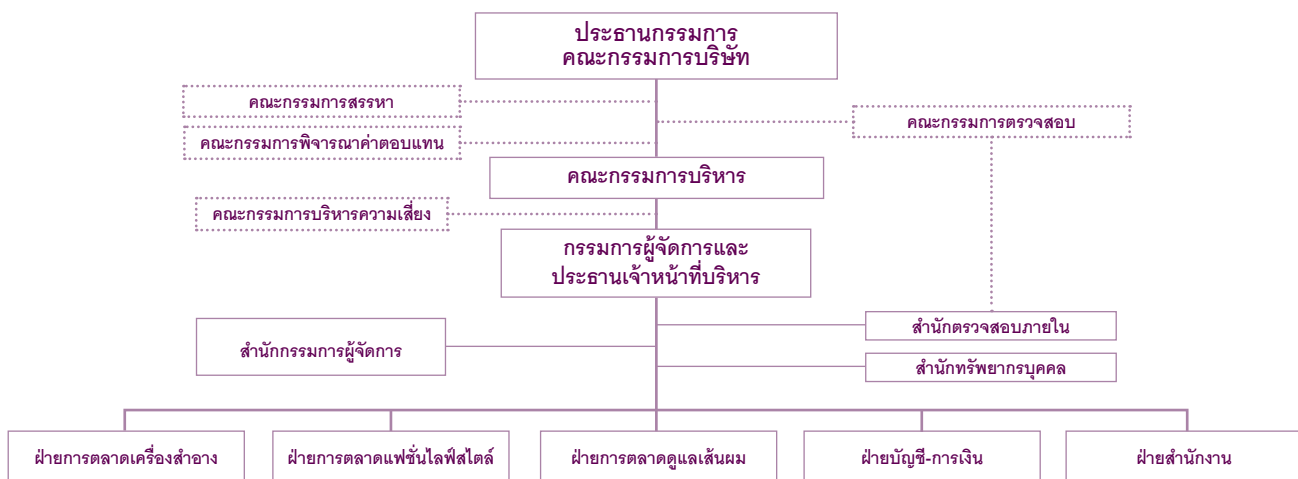 ประธานกรรมการ
คณะกรรมการบริษัท
คณะกรรมการสรรหา
คณะกรรมการตรวจสอบ
คณะกรรมการพิจารณาค่าตอบแทน
คณะกรรมการบริหาร
คณะกรรมการบริหารความเสี่ยง
กรรมการผู้จัดการและ
ประธานเจ้าหน้าที่บริหาร
สำนักตรวจสอบภายใน
สำนักกรรมการผู้จัดการ
สำนักทรัพยากรบุคคล
ฝ่ายการตลาดเครื่องสำอาง
ฝ่ายการตลาดแฟชั่นไลฟ์สไตล์
ฝ่ายการตลาดดูแลเส้นผม
ฝ่ายบัญชี-การเงิน
ฝ่ายสำนักงาน